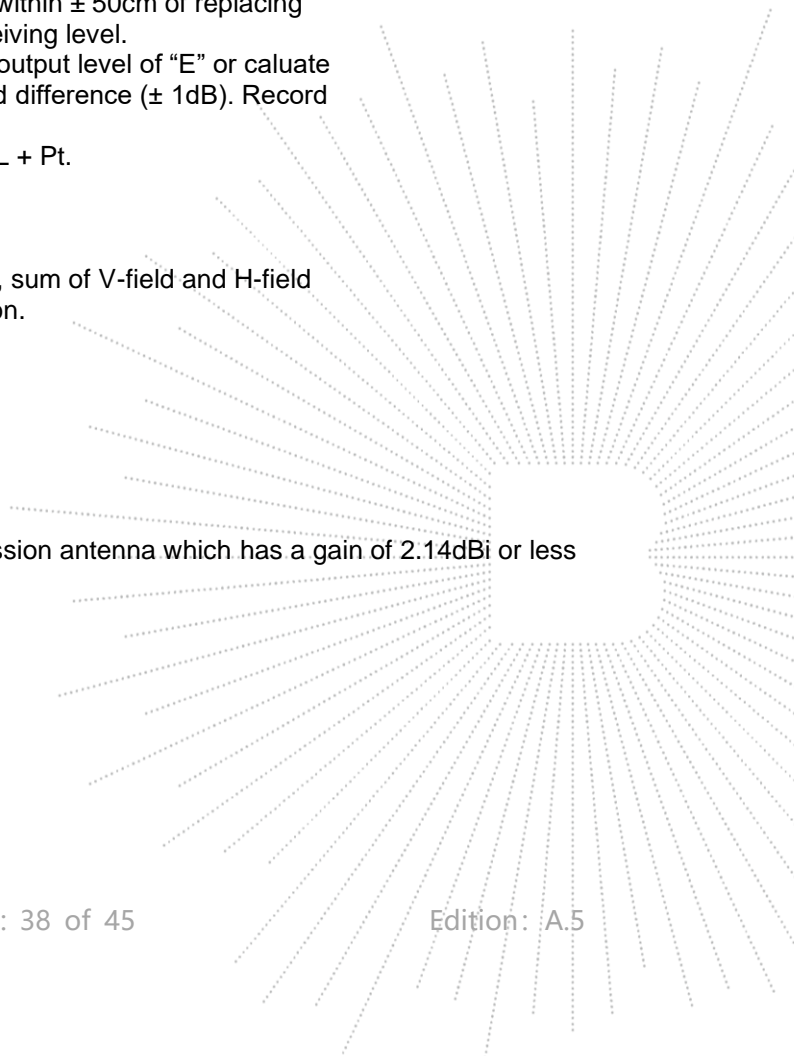 within ± 50cm of replacing
eiving level.
output level of “E” or caluate
d difference (± 1dB). Record
L + Pt.
, sum of V-field and H-field
on.
ssion antenna which has a gain of 2.14dBi or less
: 38 of 45 Edition: A.5